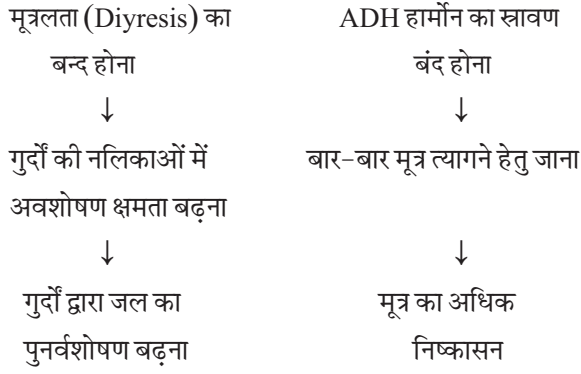 मूत्रलता (Diyresis) का
बन्द होना
↓
गुर्दों की नलिकाओं में
अवशोषण क्षमता बढ़ना
↓
गुर्दों द्वारा जल का
पुनर्वशोषण बढ़ना
ADH हार्मोन का स्रावण
बंद होना
↓
बार-बार मूत्र त्यागने हेतु जाना
↓
मूत्र का अधिक
निष्कासन